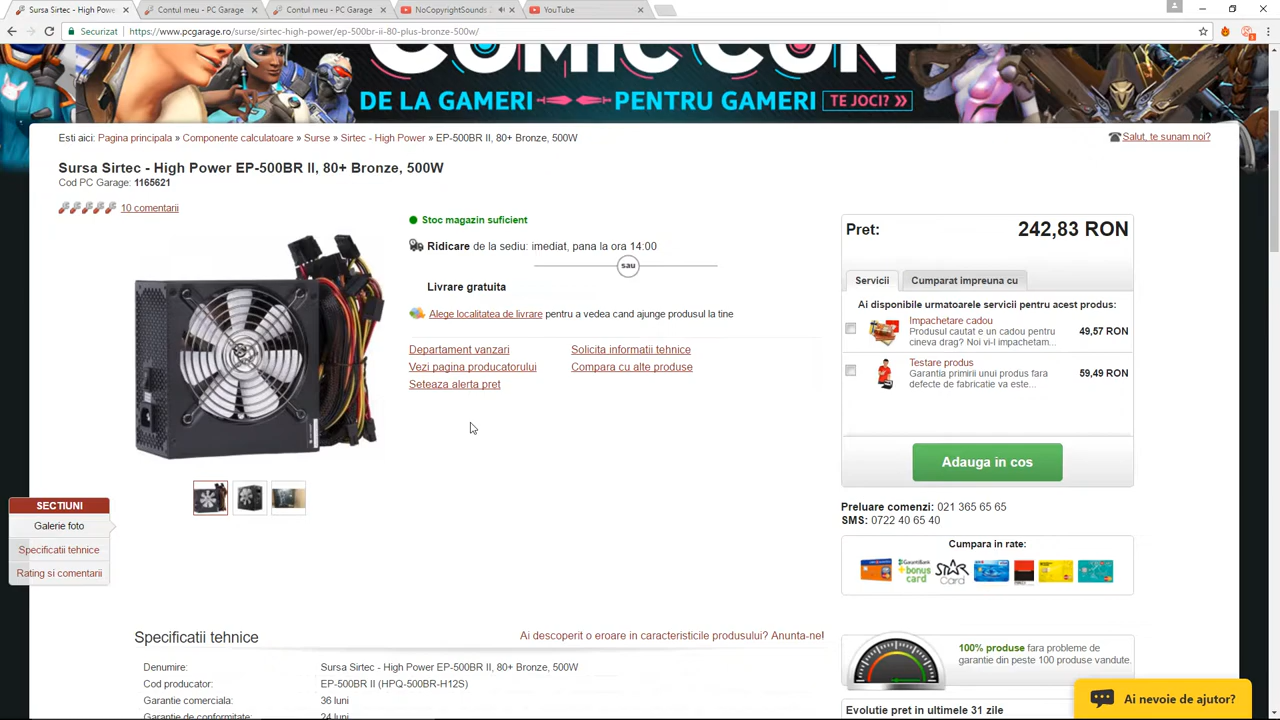 Sursa Sirtec - High Powe
Contul meu - PC Garage
Contul meu - PC Garage
NoCopyrightSounds
YouTube
Securizat
https://www.pcgarage.ro/surse/sirtec-high-power/ep-500br-ii-80-plus-bronze-500w/
COMIC CON
DE LA GAMERI PENTRU GAMERI TE JOCI? »
Esti aici: Pagina principala » Componente calculatoare » Surse » Sirtec - High Power » EP-500BR II, 80+ Bronze, 500W
Salut, te sunam noi?
Sursa Sirtec - High Power EP-500BR II, 80+ Bronze, 500W
Cod PC Garage: 1165621
10 comentarii
Stoc magazin suficient
Ridicare de la sediu: imediat, pana la ora 14:00
sau
Livrare gratuita
Alege localitatea de livrare pentru a vedea cand ajunge produsul la tine
Departament vanzari
Solicita informatii tehnice
Vezi pagina producatorului
Compara cu alte produse
Seteaza alerta pret
Pret: 242,83 RON
Servicii
Cumparat impreuna cu
Ai disponibile urmatoarele servicii pentru acest produs:
Impachetare cadou
Produsul cautat e un cadou pentru
cineva drag? Noi vi-l impachetam...
49,57 RON
Testare produs
Garantia primirii unui produs fara
defecte de fabricatie va este...
59,49 RON
Adauga in cos
Preluare comenzi: 021 365 65 65
SMS: 0722 40 65 40
Cumpara in rate:
GarantiBank
bonus
card
STAR
Card
SECTIUNI
Galerie foto
Specificatii tehnice
Rating si comentarii
Specificatii tehnice
Ai descoperit o eroare in caracteristicile produsului? Anunta-ne!
Denumire: Sursa Sirtec - High Power EP-500BR II, 80+ Bronze, 500W
Cod producator: EP-500BR II (HPQ-500BR-H12S)
Garantie comerciala: 36 luni
Garantie de conformitate: 24 luni
100% produse fara probleme de
garantie din peste 100 produse vandute.
Evolutie pret in ultimele 31 zile
Ai nevoie de ajutor?